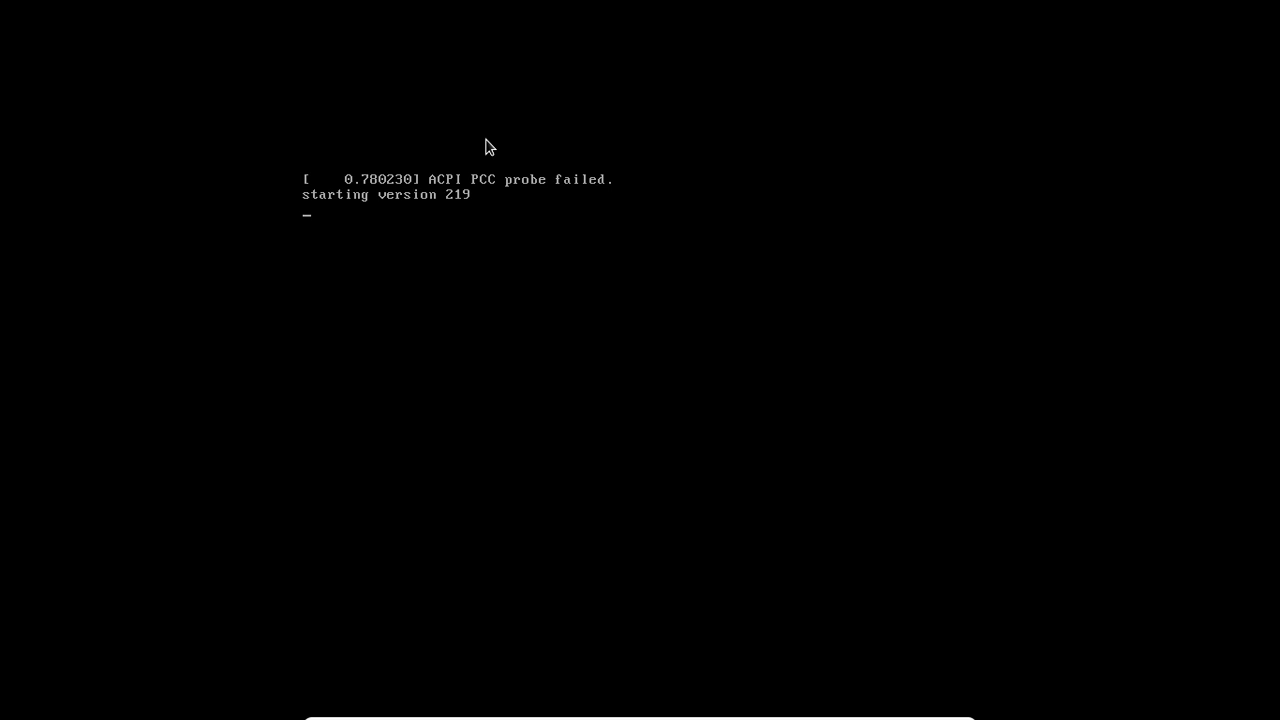 [    0.780230] ACPI PCC probe failed.
starting version 219
_